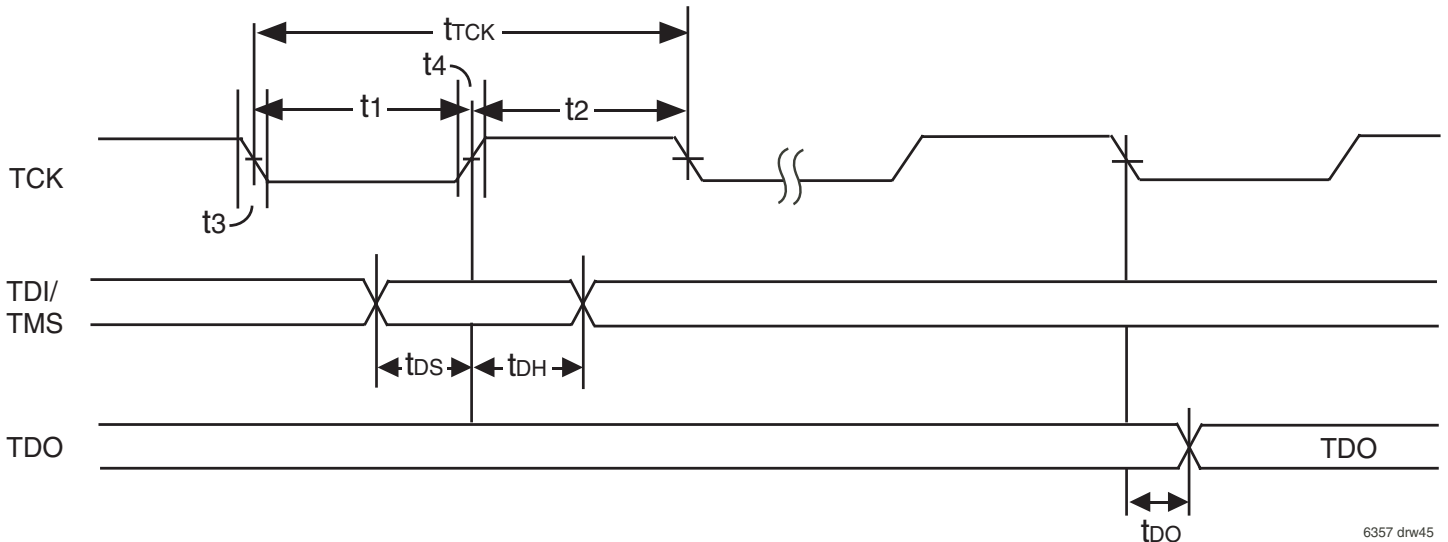 tTCK
t4
t1
t2
TCK
t3
TDI/
TMS
tDS
tDH
TDO
TDO
tDO
6357 drw45